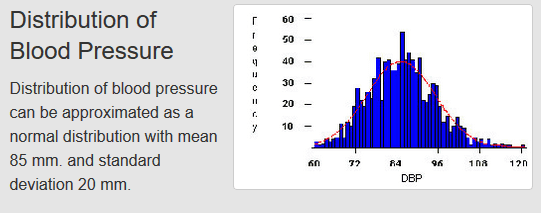 Distribution of
Blood Pressure
Distribution of blood pressure
can be approximated as a
normal distribution with mean
85 mm. and standard
deviation 20 mm.
Frequency
60
50
40
30
20
10
60 72 84 96 108 120
DBP